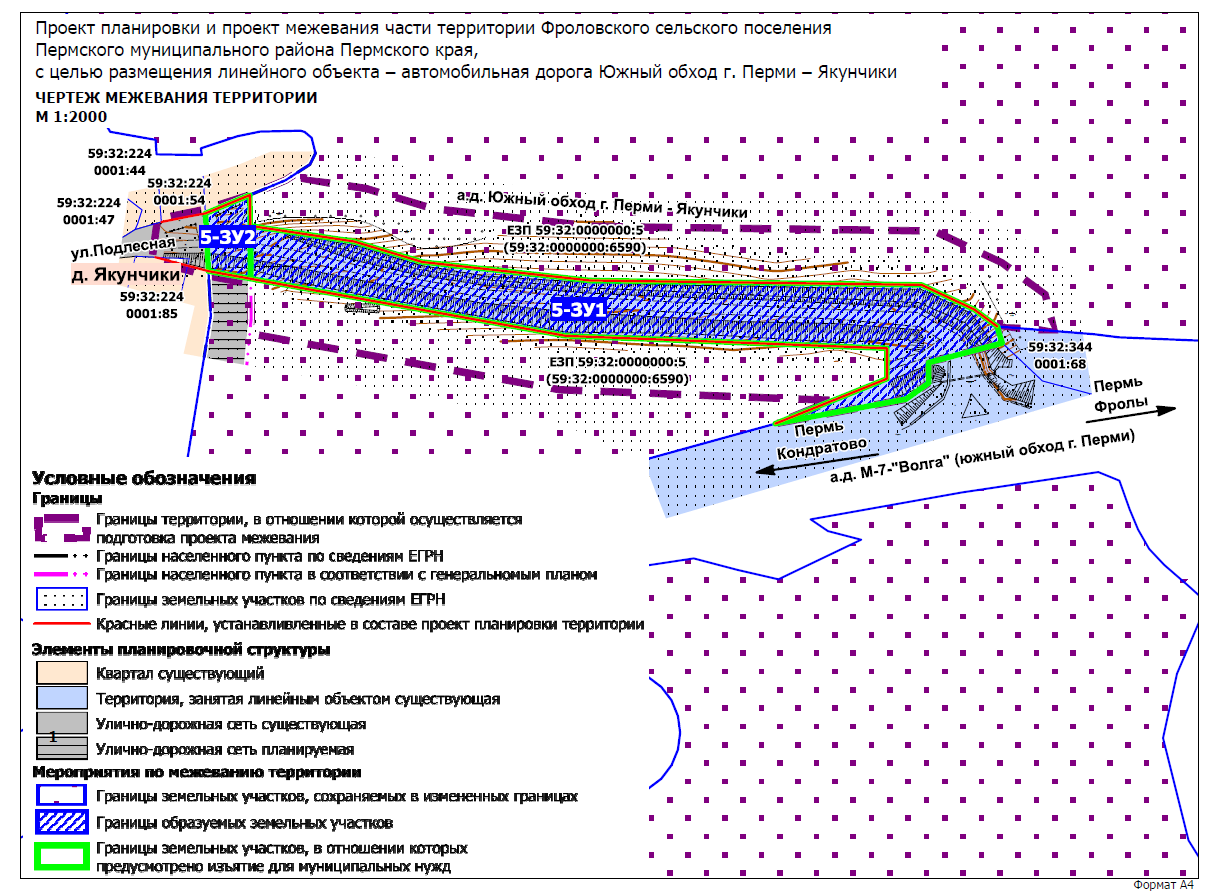 Проект планировки и проект межевания части территории Фроловского сельского поселения
Пермского муниципального района Пермского края,
с целью размещения линейного объекта – автомобильная дорога Южный обход г. Перми – Якунчики
ЧЕРТЕЖ МЕЖЕВАНИЯ ТЕРРИТОРИИ
М 1:2000
59:32:224
0001:44
59:32:224
0001:54
59:32:224
0001:47
ул.Подлесная
5-ЗУ2
д. Якунчики
59:32:224
0001:85
а.д. Южный обход г. Перми - Якунчики
ЕЗП 59:32:0000000:5
(59:32:0000000:6590)
5-ЗУ1
ЕЗП 59:32:0000000:5
(59:32:0000000:6590)
59:32:344
0001:68
Пермь
Фролы
Пермь
Кондратово
а.д. М-7-"Волга" (южный обход г. Перми)
Условные обозначения
Границы
Границы территории, в отношении которой осуществляется
подготовка проекта межевания
Границы населенного пункта по сведениям ЕГРН
Границы населенного пункта в соответствии с генеральномым планом
Границы земельных участков по сведениям ЕГРН
Красные линии, устанавливленные в составе проект планировки территории
Элементы планировочной структуры
Квартал существующий
Территория, занятая линейным объектом существующая
Улично-дорожная сеть существующая
1
Улично-дорожная сеть планируемая
Мероприятия по межеванию территории
Границы земельных участков, сохраняемых в измененных границах
Границы образуемых земельных участков
Границы земельных участков, в отношении которых
предусмотрено изъятие для муниципальных нужд
Формат А4